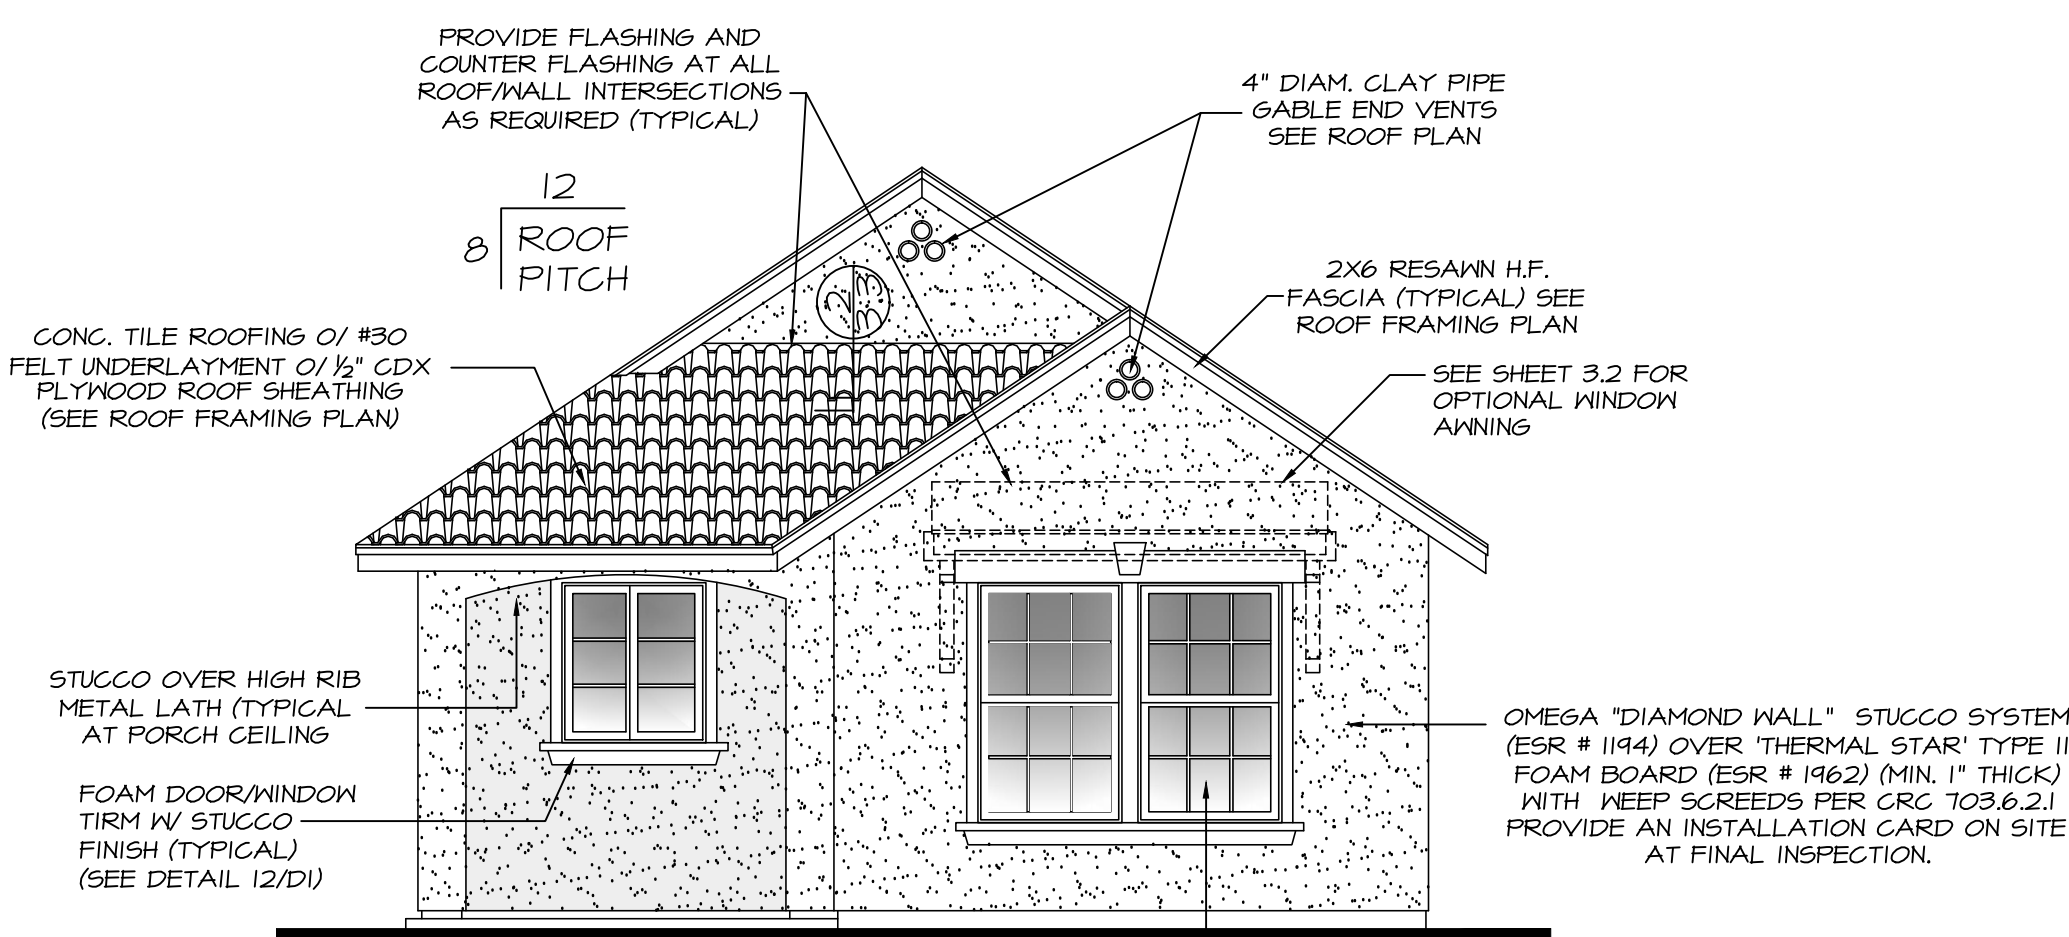 PROVIDE FLASHING AND
COUNTER FLASHING AT ALL
ROOF/WALL INTERSECTIONS
AS REQUIRED (TYPICAL)
4" DIAM. CLAY PIPE
GABLE END VENTS
SEE ROOF PLAN
12
8
ROOF
PITCH
2
3.3
2X6 RESAWN H.F.
FASCIA (TYPICAL) SEE
ROOF FRAMING PLAN
CONC. TILE ROOFING O/ #30
FELT UNDERLAYMENT O/ ½" CDX
PLYWOOD ROOF SHEATHING
(SEE ROOF FRAMING PLAN)
SEE SHEET 3.2 FOR
OPTIONAL WINDOW
AWNING
STUCCO OVER HIGH RIB
METAL LATH (TYPICAL
AT PORCH CEILING
FOAM DOOR/WINDOW
TIRM W/ STUCCO
FINISH (TYPICAL)
(SEE DETAIL 12/D1)
OMEGA "DIAMOND WALL" STUCCO SYSTEM
(ESR # 1194) OVER 'THERMAL STAR' TYPE 11
FOAM BOARD (ESR # 1962) (MIN. 1" THICK)
WITH WEEP SCREEDS PER CRC 703.6.2.1
PROVIDE AN INSTALLATION CARD ON SITE
AT FINAL INSPECTION.